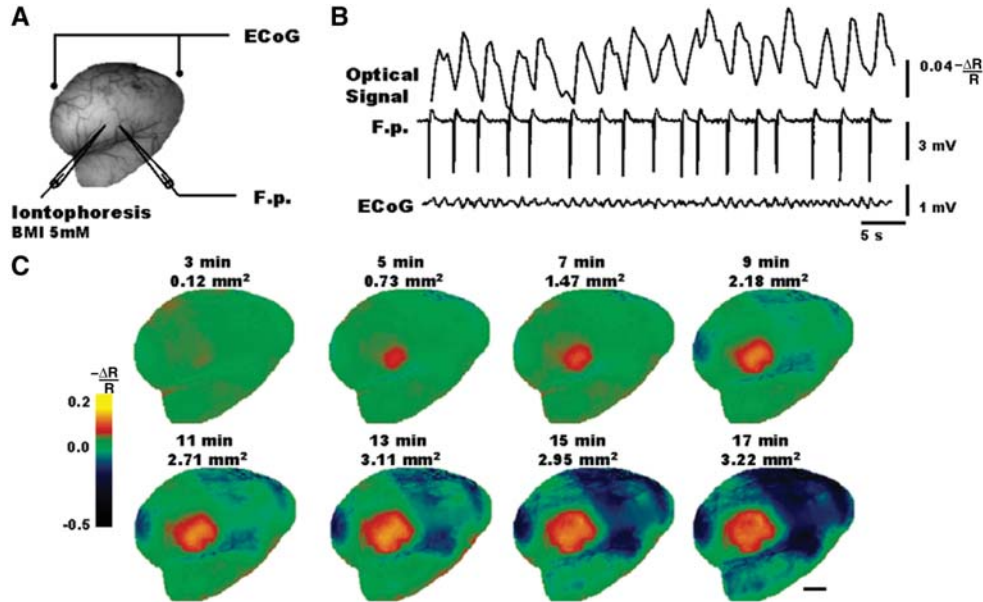 A
ECoG
Iontophoresis
BMI 5mM
F.p.
B
Optical
Signal
0.04 -ΔR
R
F.p.
3 mV
ECoG
1 mV
5 s
C
3 min
0.12 mm²
5 min
0.73 mm²
7 min
1.47 mm²
9 min
2.18 mm²
-ΔR
R
0.2
0.0
-0.5
11 min
2.71 mm²
13 min
3.11 mm²
15 min
2.95 mm²
17 min
3.22 mm²